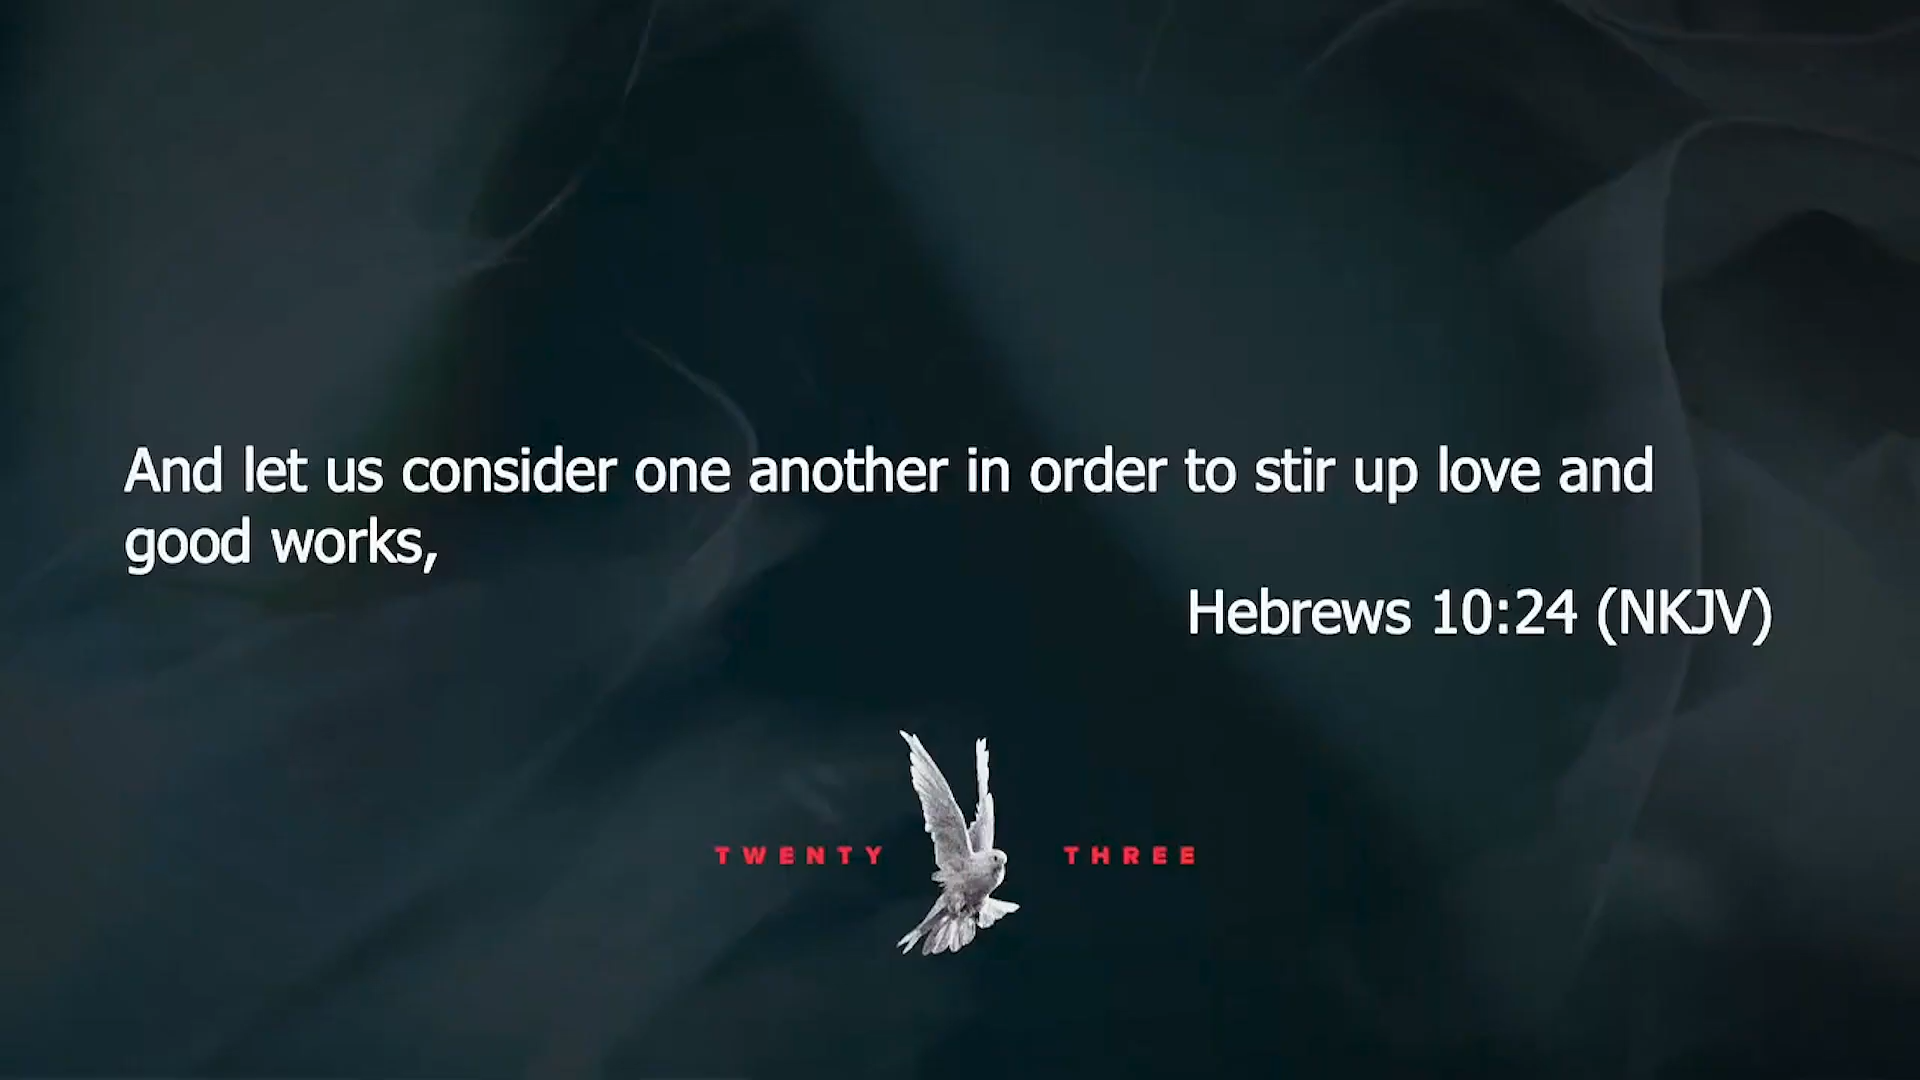 And let us consider one another in order to stir up love and
good works,
Hebrews 10:24 (NKJV)
TWENTY THREE